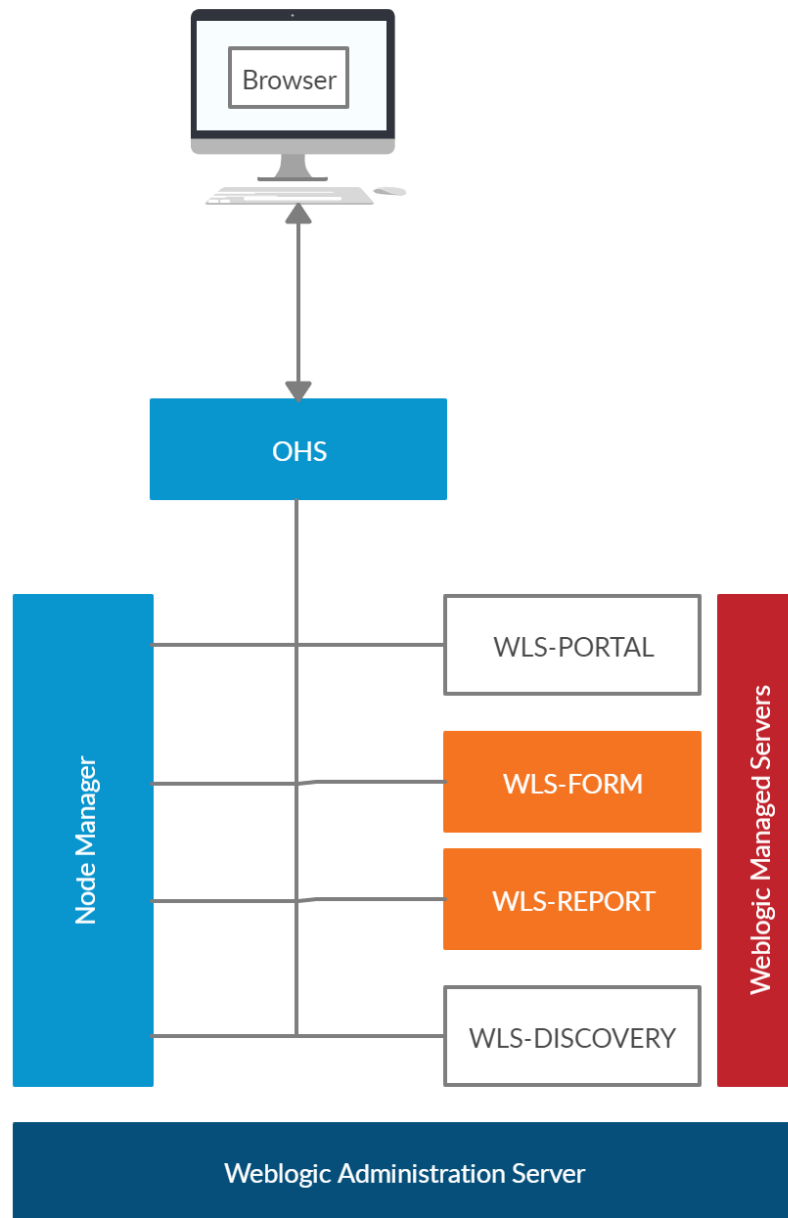 Browser
OHS
Node Manager
WLS-PORTAL
WLS-FORM
WLS-REPORT
WLS-DISCOVERY
Weblogic Managed Servers
Weblogic Administration Server